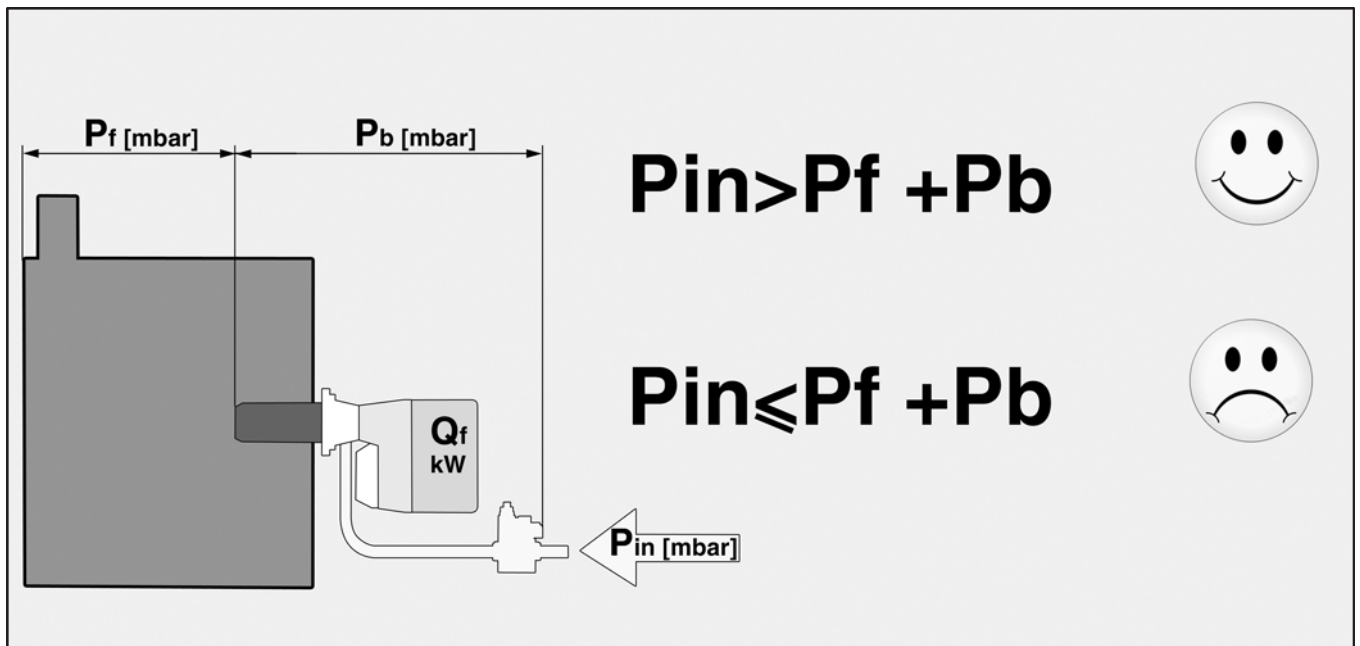 Pf [mbar]
Pb [mbar]
Pin>Pf +Pb
Pin⩽Pf +Pb
Qf
kW
Pin [mbar]